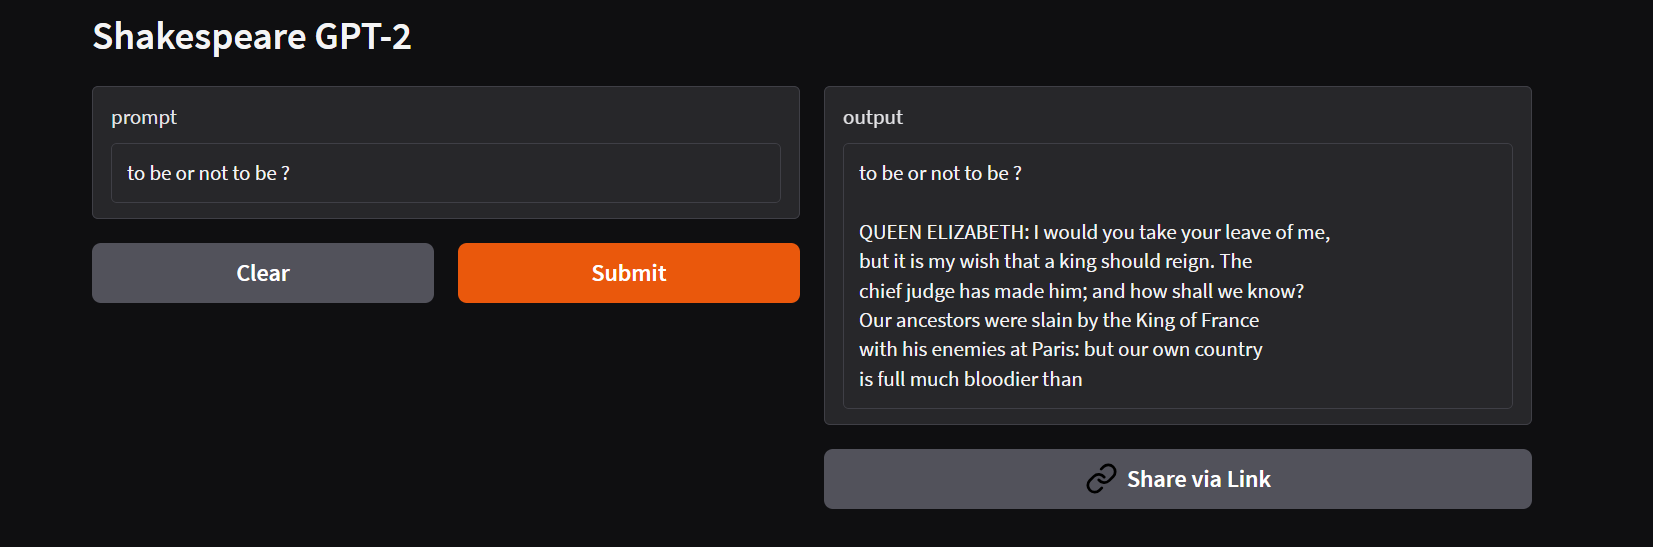 Shakespeare GPT-2
prompt
to be or not to be ?
Clear
Submit
output
to be or not to be ?
QUEEN ELIZABETH: I would you take your leave of me,
but it is my wish that a king should reign. The
chief judge has made him; and how shall we know?
Our ancestors were slain by the King of France
with his enemies at Paris: but our own country
is full much bloodier than
Share via Link